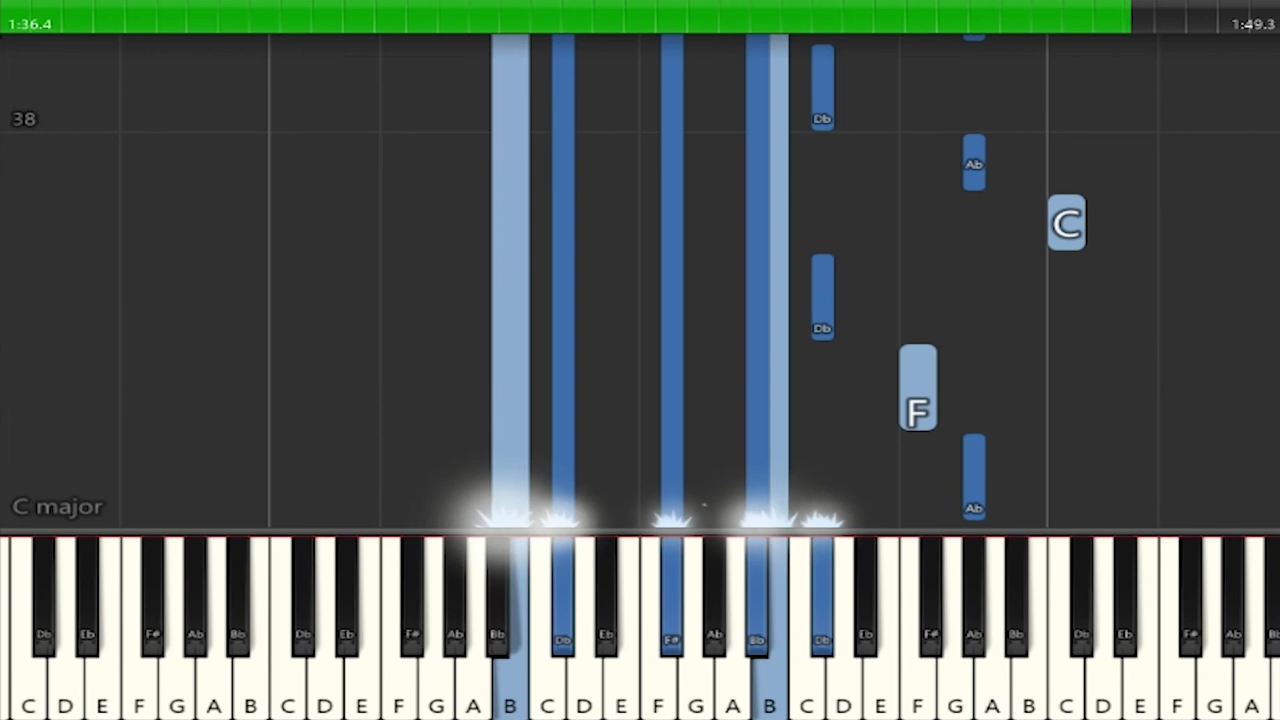 1:36.4 1:49.3
38 Db
Ab
C
Db
F
C major Ab
Db Eb F# Ab Bb Db Eb F# Ab Bb Db Eb F# Ab Bb Db Eb F# Ab Bb Db Eb F# Ab
C D E F G A B C D E F G A B C D E F G A B C D E F G A B C D E F G A